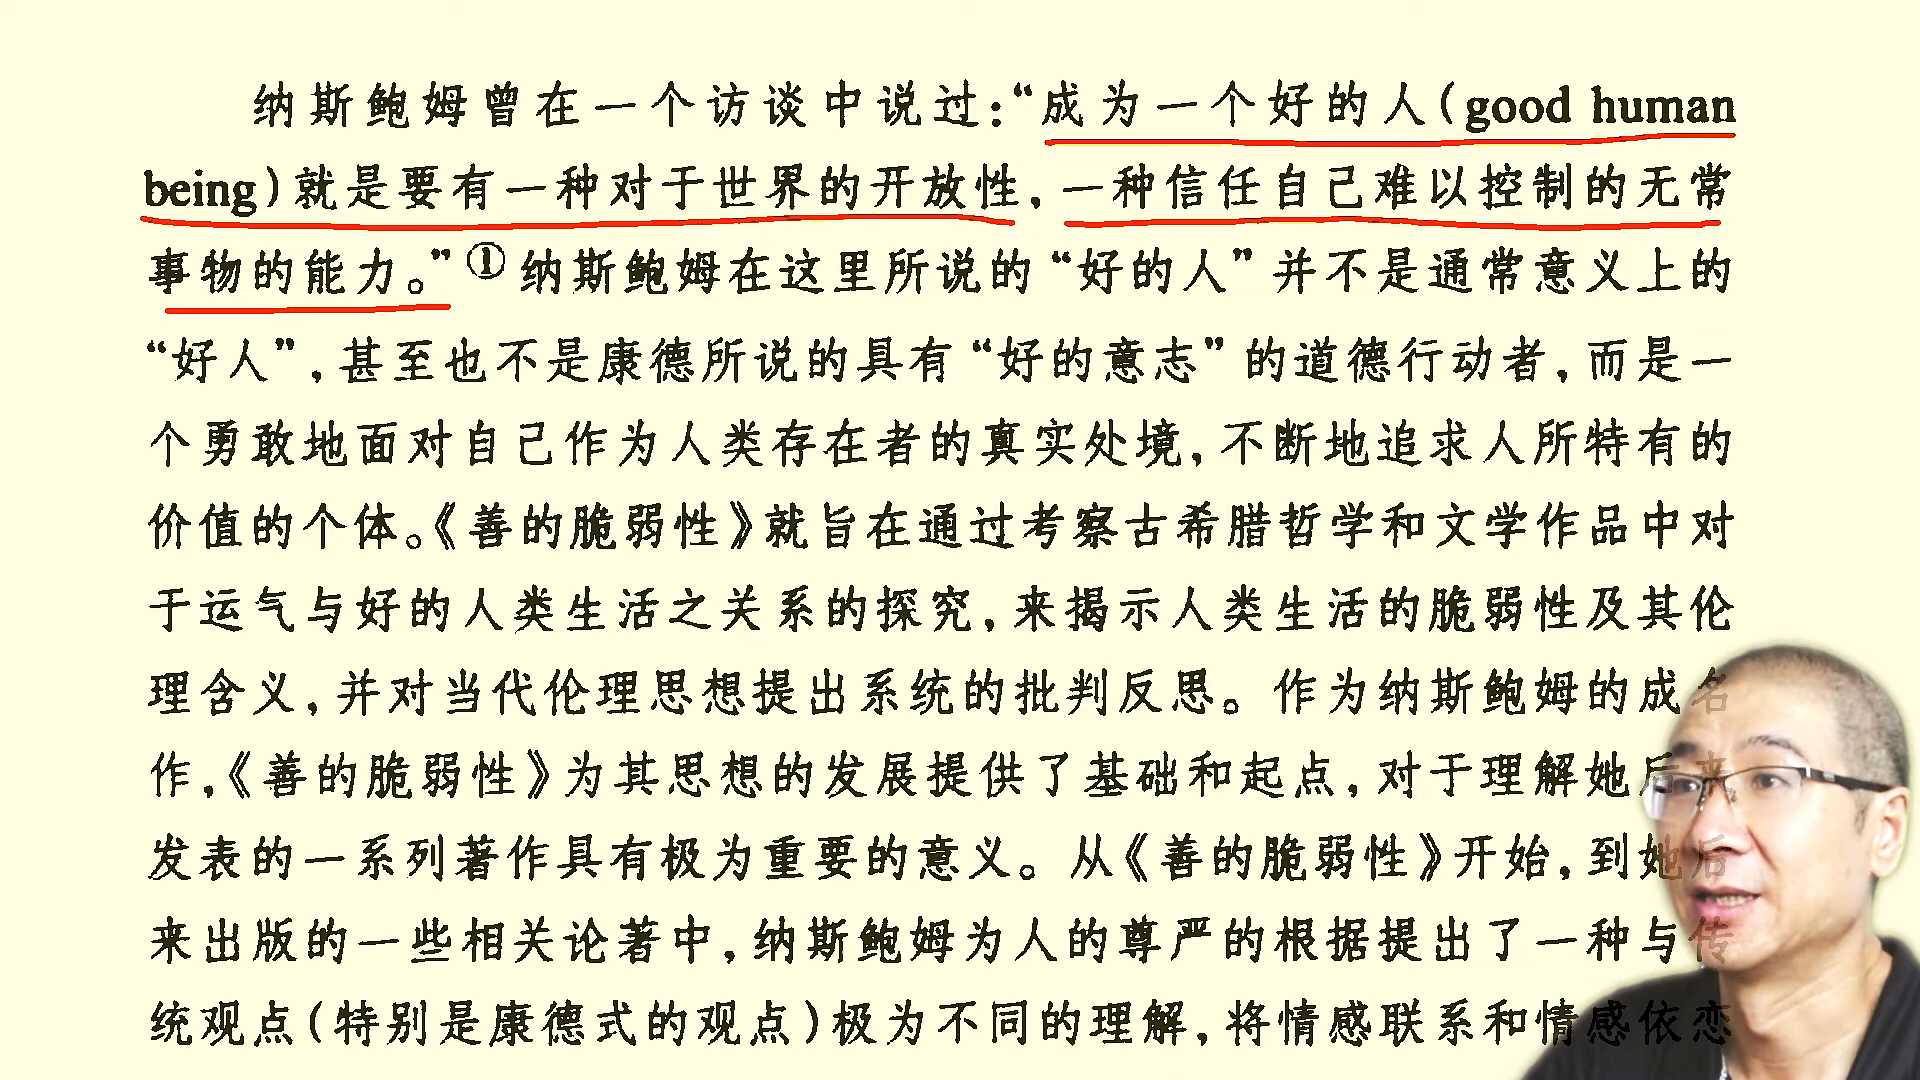 纳斯鲍姆曾在一个访谈中说过:“成为一个好的人(good human
being)就是要有一种对于世界的开放性,一种信任自己难以控制的无常
事物的能力。”①纳斯鲍姆在这里所说的“好的人”并不是通常意义上的
“好人”,甚至也不是康德所说的具有“好的意志”的道德行动者,而是一
个勇敢地面对自己作为人类存在者的真实处境,不断地追求人所特有的
价值的个体。《善的脆弱性》就旨在通过考察古希腊哲学和文学作品中对
于运气与好的人类生活之关系的探究,来揭示人类生活的脆弱性及其伦
理含义,并对当代伦理思想提出系统的批判反思。作为纳斯鲍姆的成名
作,《善的脆弱性》为其思想的发展提供了基础和起点,对于理解她后来
发表的一系列著作具有极为重要的意义。从《善的脆弱性》开始,到她后
来出版的一些相关论著中,纳斯鲍姆为人的尊严的根据提出了一种与传
统观点(特别是康德式的观点)极为不同的理解,将情感联系和情感依恋